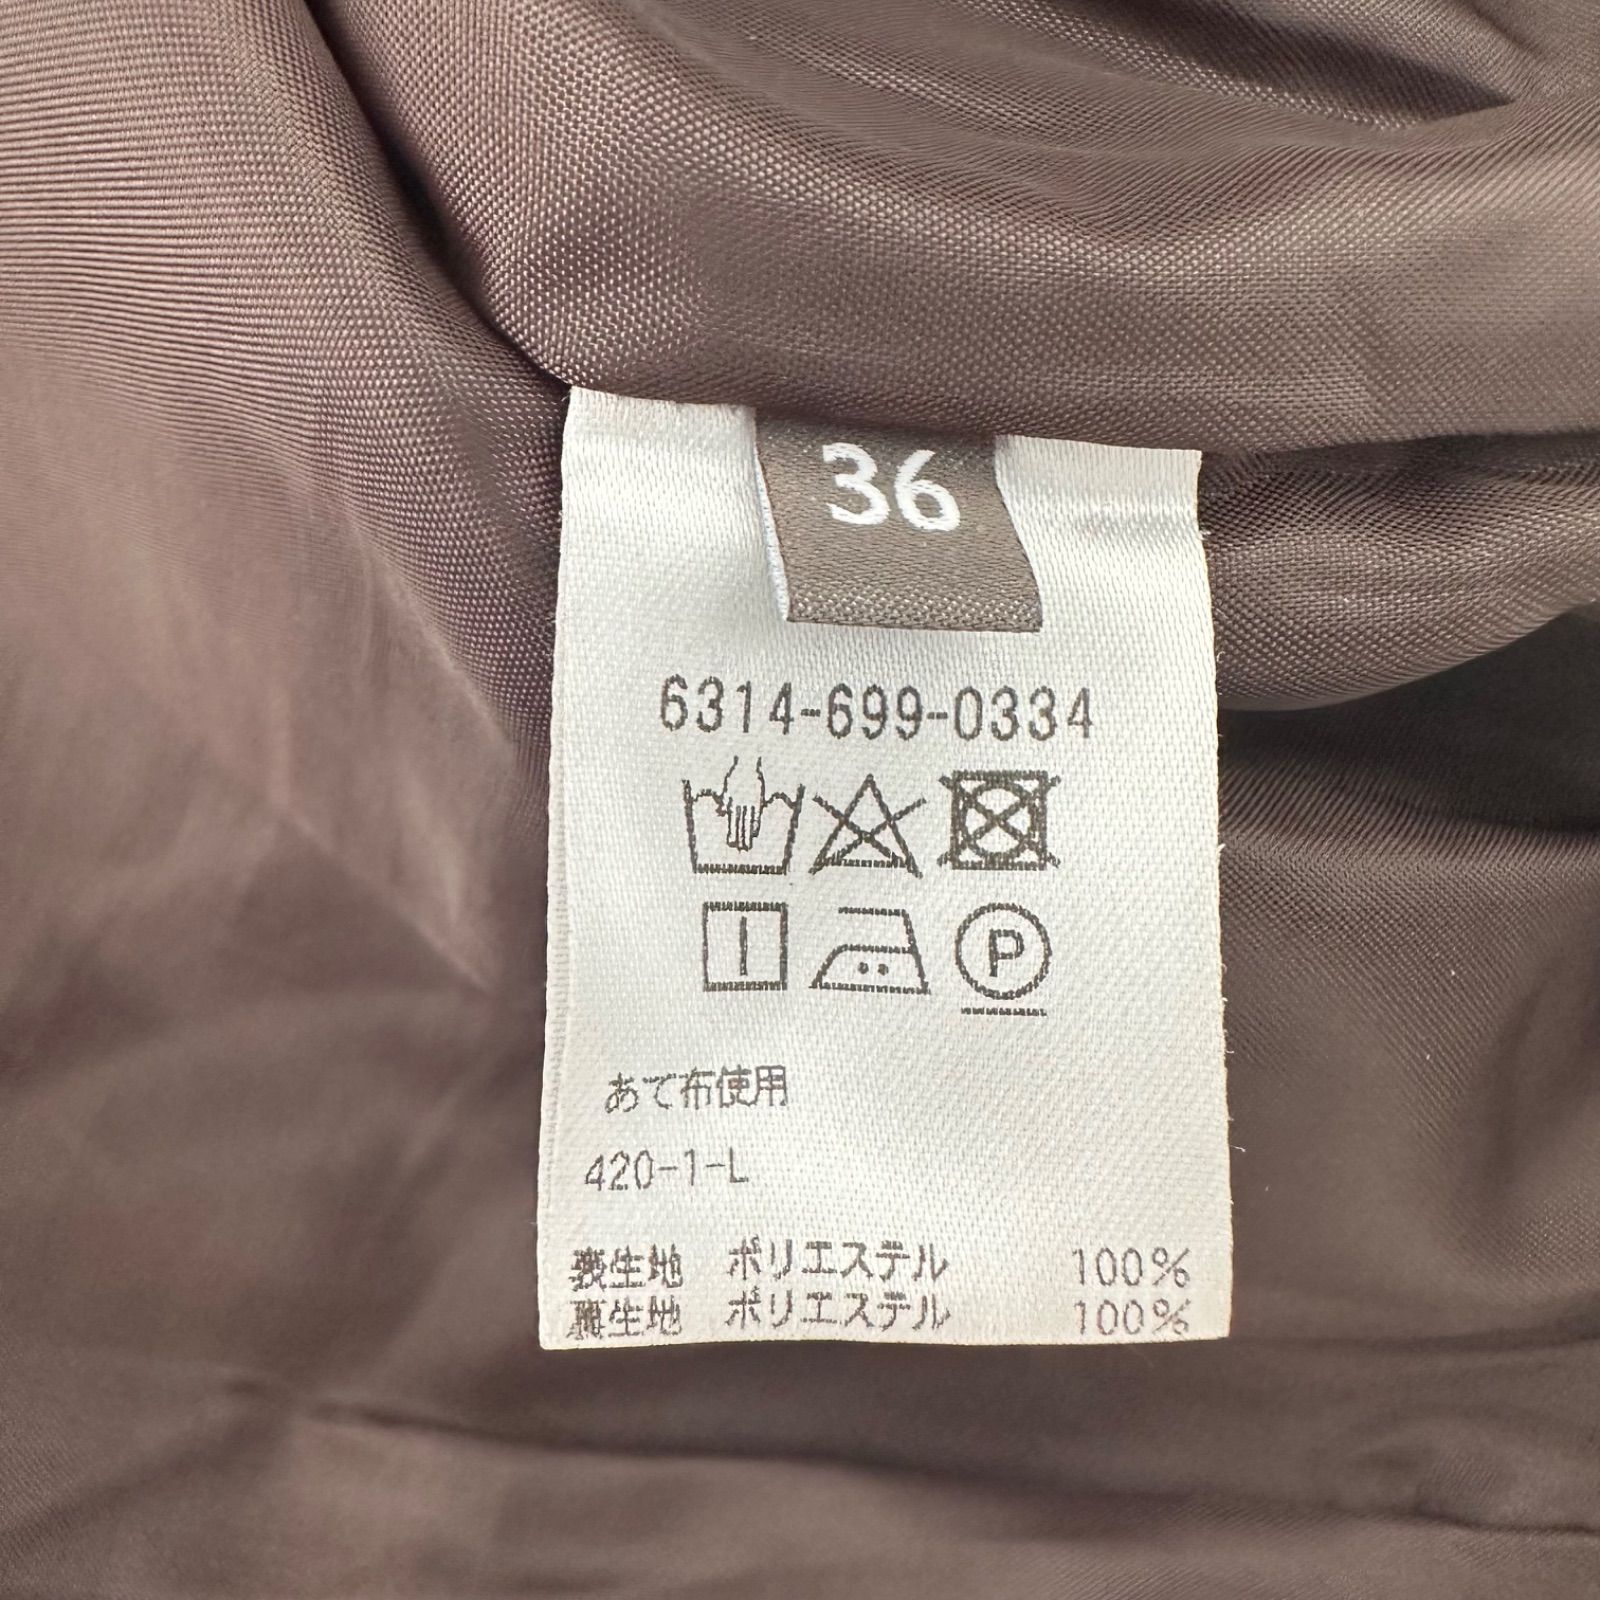 36
6314-699-0334
P
あて布使用
420-1-L
表生地 ポリエステル 100%
裏生地 ポリエステル 100%